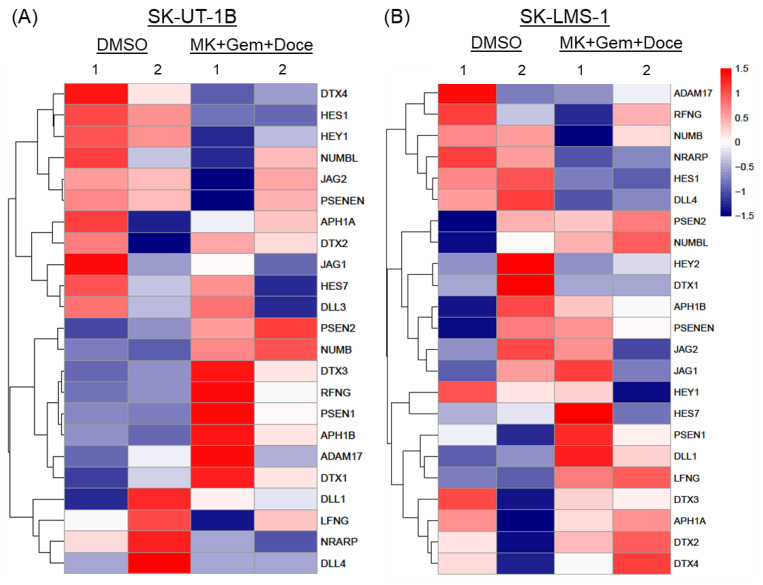 (A)
SK-UT-1B
DMSO
MK+Gem+Doce
1
2
1
2
DTX4
HES1
HEY1
NUMBL
JAG2
PSENEN
APH1A
DTX2
JAG1
HES7
DLL3
PSEN2
NUMB
DTX3
RFNG
PSEN1
APH1B
ADAM17
DTX1
DLL1
LFNG
NRARP
DLL4
(B)
SK-LMS-1
DMSO
MK+Gem+Doce
1
2
1
2
ADAM17
RFNG
NUMB
NRARP
HES1
DLL4
PSEN2
NUMBL
HEY2
DTX1
APH1B
PSENEN
JAG2
JAG1
HEY1
HES7
PSEN1
DLL1
LFNG
DTX3
APH1A
DTX2
DTX4
1.5
1
0.5
0
-0.5
-1
-1.5